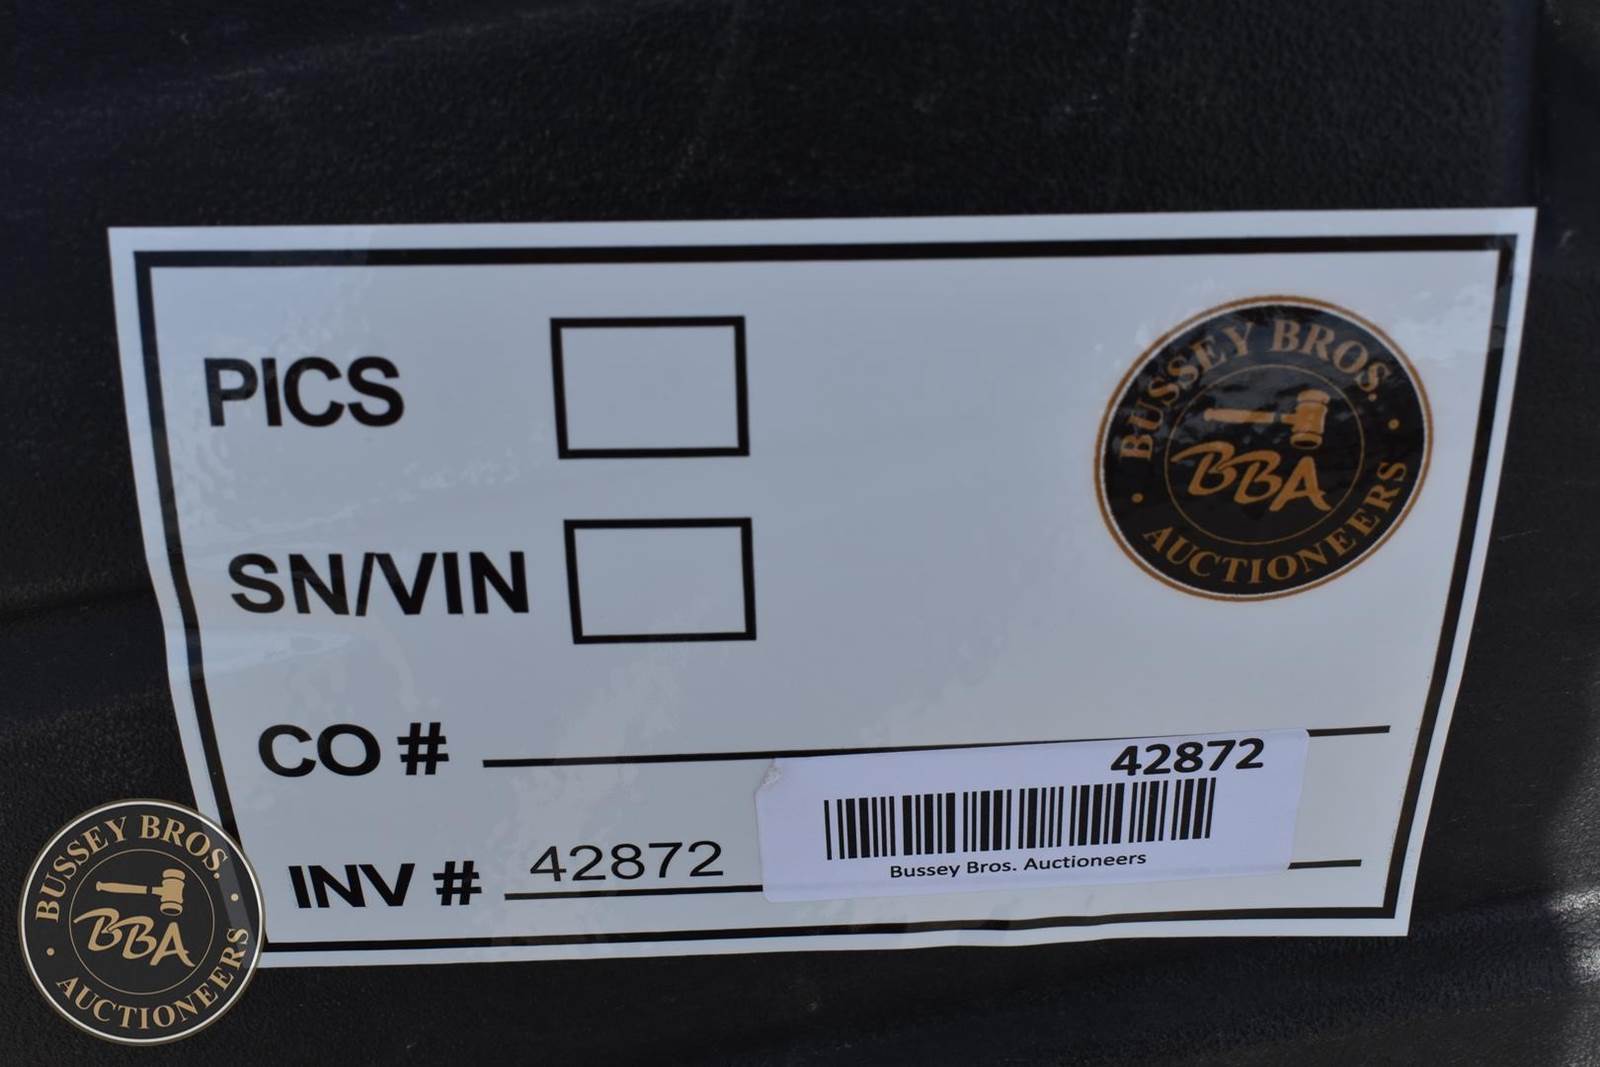 PICS
BUSSEY BROS.
BBA
AUCTIONEERS
SN/VIN
CO #
42872
INV # 42872
Bussey Bros. Auctioneers
BUSSEY BROS.
BBA
AUCTIONEERS